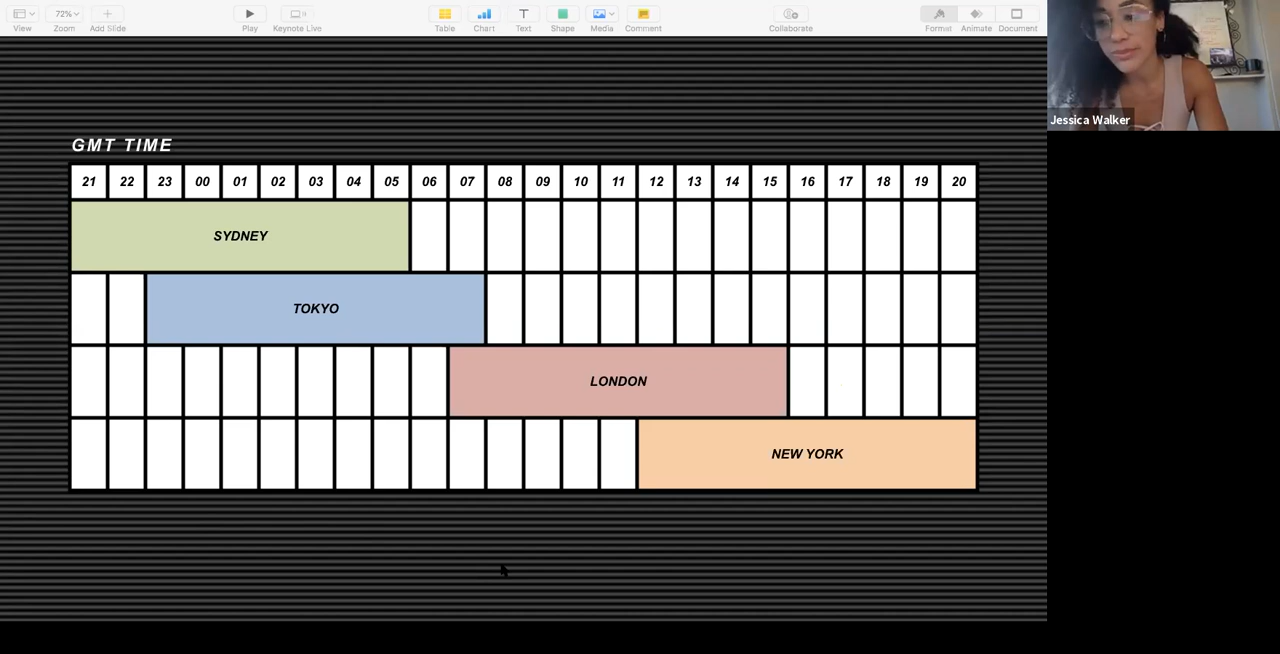 View
72%
Zoom
Add Slide
Play
Keynote Live
Table
Chart
T
Text
Shape
Media
Comment
Collaborate
Format
Animate
Document
Jessica Walker
GMT TIME
21 22 23 00 01 02 03 04 05 06 07 08 09 10 11 12 13 14 15 16 17 18 19 20
SYDNEY
TOKYO
LONDON
NEW YORK